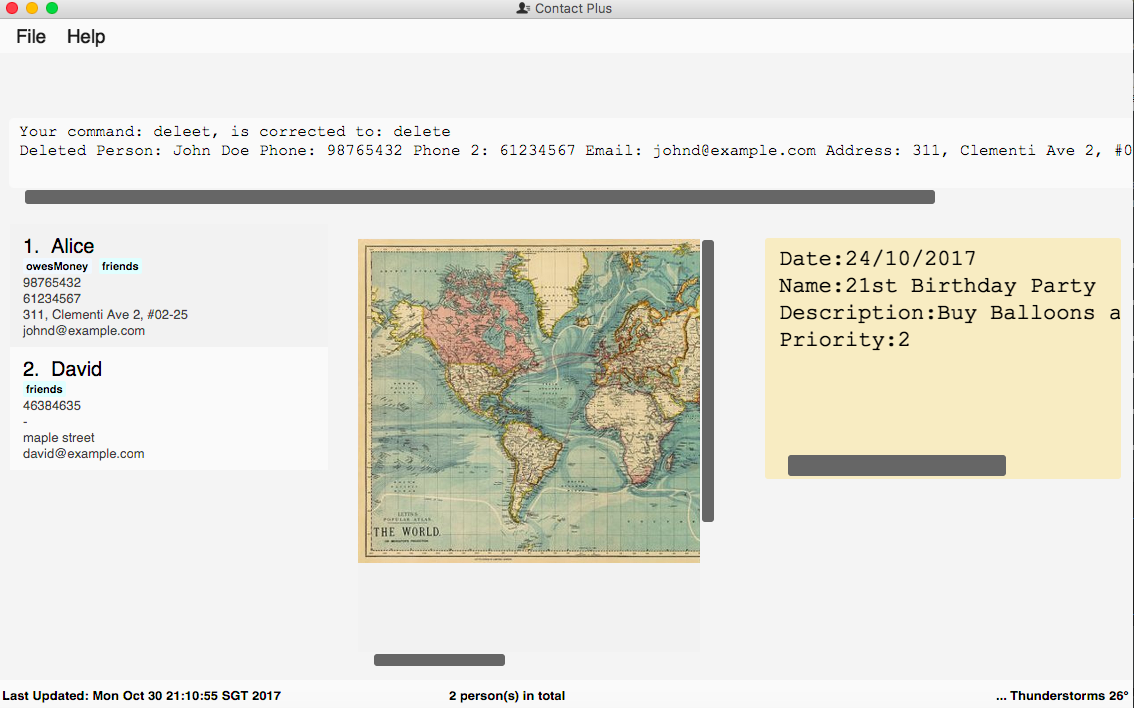 Contact Plus
File Help
Your command: deleet, is corrected to: delete
Deleted Person: John Doe Phone: 98765432 Phone 2: 61234567 Email: johnd@example.com Address: 311, Clementi Ave 2, #0
1. Alice
owesMoney friends
98765432
61234567
311, Clementi Ave 2, #02-25
johnd@example.com
2. David
friends
46384635
-
maple street
david@example.com
THE WORLD.
Date:24/10/2017
Name:21st Birthday Party
Description:Buy Balloons a
Priority:2
Last Updated: Mon Oct 30 21:10:55 SGT 2017
2 person(s) in total
... Thunderstorms 26°